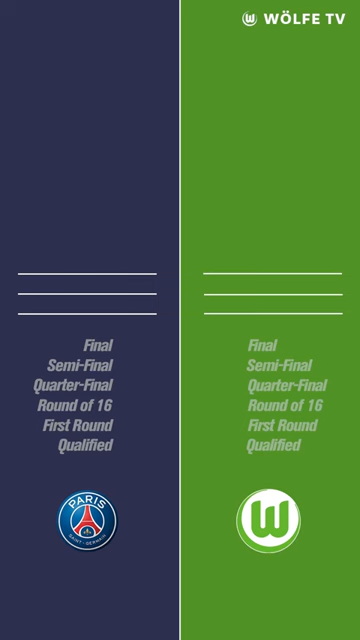 WÖLFE TV
Final
Semi-Final
Quarter-Final
Round of 16
First Round
Qualified
PARIS
SAINT-GERMAIN
Final
Semi-Final
Quarter-Final
Round of 16
First Round
Qualified
W